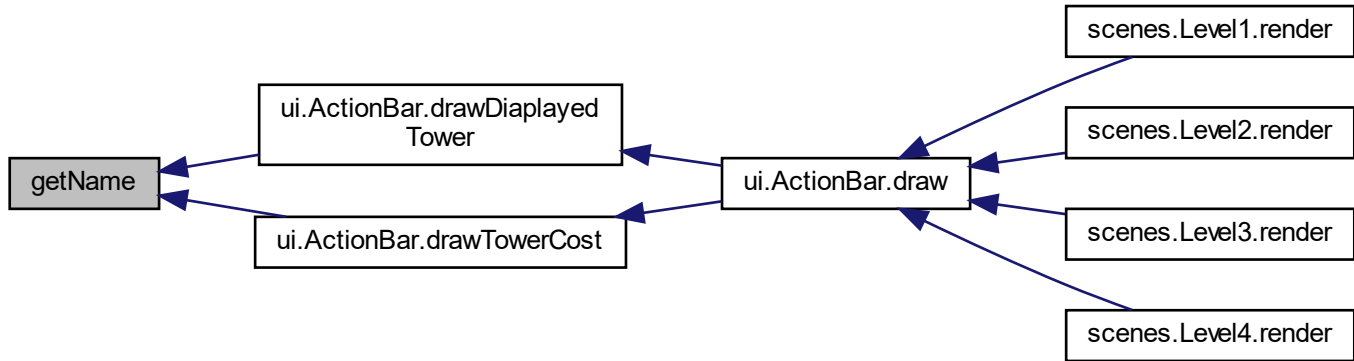 getName
ui.ActionBar.drawDiaplayed
Tower
ui.ActionBar.drawTowerCost
ui.ActionBar.draw
scenes.Level1.render
scenes.Level2.render
scenes.Level3.render
scenes.Level4.render